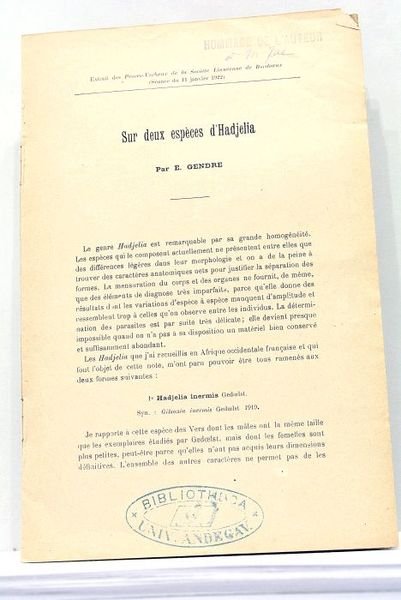 HOMMAGE DE L'AUTEUR
Extrait des Procès-Verbaux de la Société Linnéenne de Bordeaux
(Séance du 11 janvier 1922)
Sur deux espèces d'Hadjelia
Par E. GENDRE
Le genre Hadjelia est remarquable par sa grande homogénéité.
Les espèces qui le composent actuellement ne présentent entre elles que
des différences légères dans leur morphologie et on a de la peine à
trouver des caractères anatomiques nets pour justifier la séparation des
formes. La mensuration du corps et des organes ne fournit, de même,
que des éléments de diagnose très imparfaits, parce qu'elle donne des
résultats dont les variations d'espèce à espèce manquent d'amplitude et
ressemblent trop à celles qu'on observe entre les individus. La détermi-
nation des parasites est par suite très délicate; elle devient presque
impossible quand on n'a pas à sa disposition un matériel bien conservé
et suffisamment abondant.
Les Hadjelia que j'ai recueillis en Afrique occidentale française et qui
font l'objet de cette note, m'ont paru pouvoir être tous ramenés aux
deux formes suivantes :
1º Hadjelia inermis Gedœlst.
Syn. : Gilsonia inermis Gedœlst 1919.
Je rapporte à cette espèce des Vers dont les mâles ont la même taille
que les exemplaires étudiés par Gedœlst, mais dont les femelles sont
plus petites, peut-être parce qu'elles n'ont pas acquis leurs dimensions
définitives. L'ensemble des autres caractères ne permet pas de les
BIBLIOTHECA
UNIV. ANDEGAV.